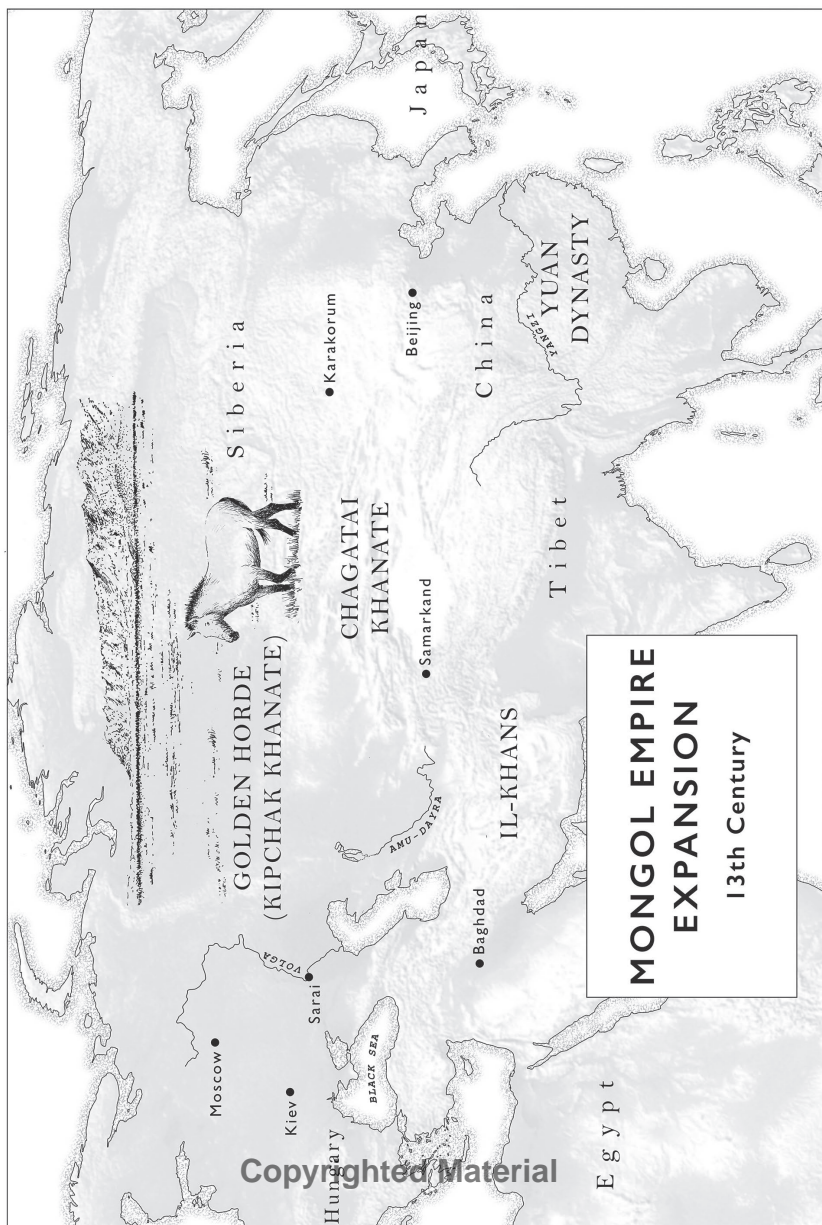 Siberia
Japan
Karakorum
Beijing
China
YANGZI
YUAN
DYNASTY
GOLDEN HORDE
(KIPCHAK KHANATE)
CHAGATAI
KHANATE
Samarkand
Tibet
AMU-DAYRA
IL-KHANS
Baghdad
Moscow
VOLGA
Sarai
Kiev
BLACK SEA
Hungary
Egypt
MONGOL EMPIRE
EXPANSION
13th Century
Copyrighted Material